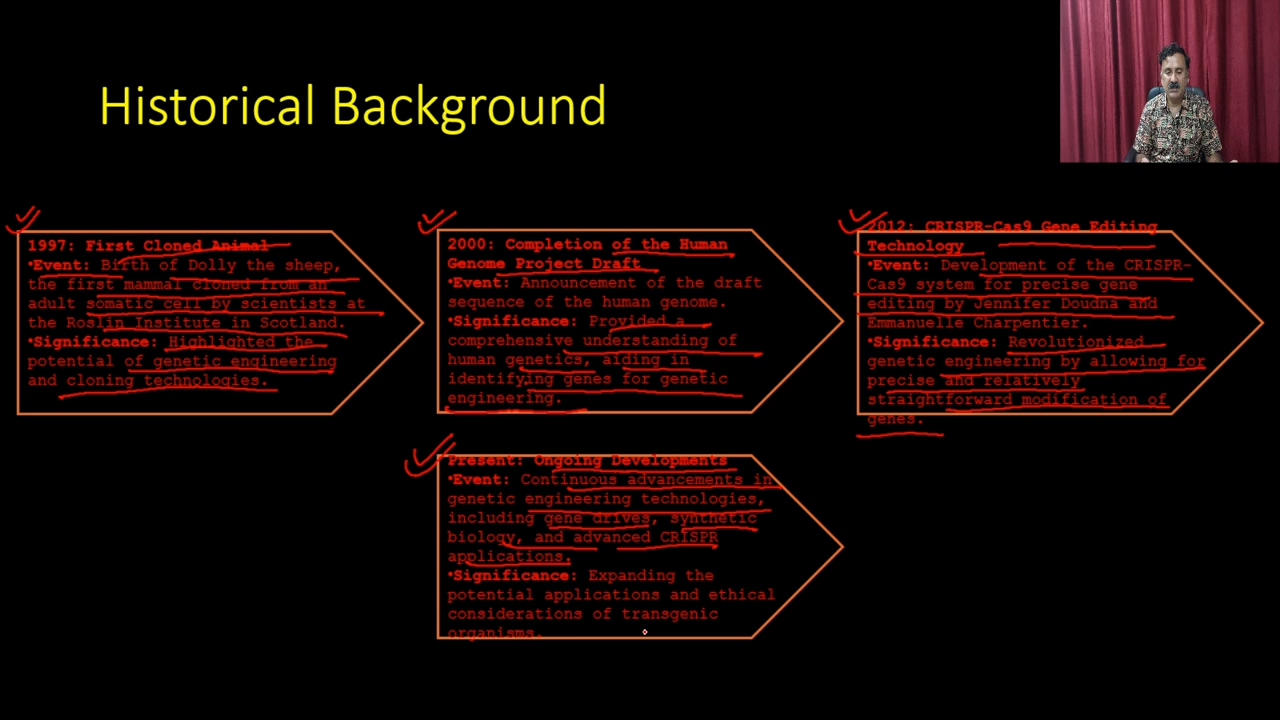 Historical Background
1997: First Cloned Animal
•Event: Birth of Dolly the sheep,
the first mammal cloned from an
adult somatic cell by scientists at
the Roslin Institute in Scotland.
•Significance: Highlighted the
potential of genetic engineering
and cloning technologies.
2000: Completion of the Human
Genome Project Draft
•Event: Announcement of the draft
sequence of the human genome.
•Significance: Provided a
comprehensive understanding of
human genetics, aiding in
identifying genes for genetic
engineering.
2012: CRISPR-Cas9 Gene Editing
Technology
•Event: Development of the CRISPR-
Cas9 system for precise gene
editing by Jennifer Doudna and
Emmanuelle Charpentier.
•Significance: Revolutionized
genetic engineering by allowing for
precise and relatively
straightforward modification of
genes.
Present: Ongoing Developments
•Event: Continuous advancements in
genetic engineering technologies,
including gene drives, synthetic
biology, and advanced CRISPR
applications.
•Significance: Expanding the
potential applications and ethical
considerations of transgenic
organisms.